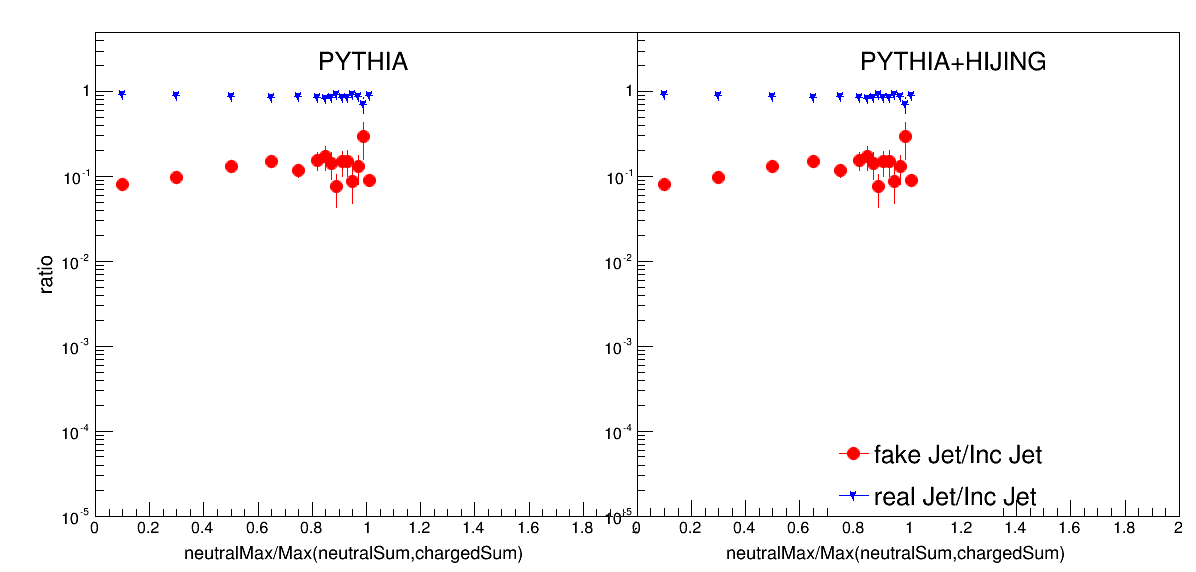 PYTHIA
PYTHIA+HIJING
ratio
1
10^-1
10^-2
10^-3
10^-4
10^-5
0 0.2 0.4 0.6 0.8 1 1.2 1.4 1.6 1.8
neutralMax/Max(neutralSum,chargedSum)
1
10^-1
10^-2
10^-3
10^-4
fake Jet/Inc Jet
real Jet/Inc Jet
0 0.2 0.4 0.6 0.8 1 1.2 1.4 1.6 1.8 2
neutralMax/Max(neutralSum,chargedSum)